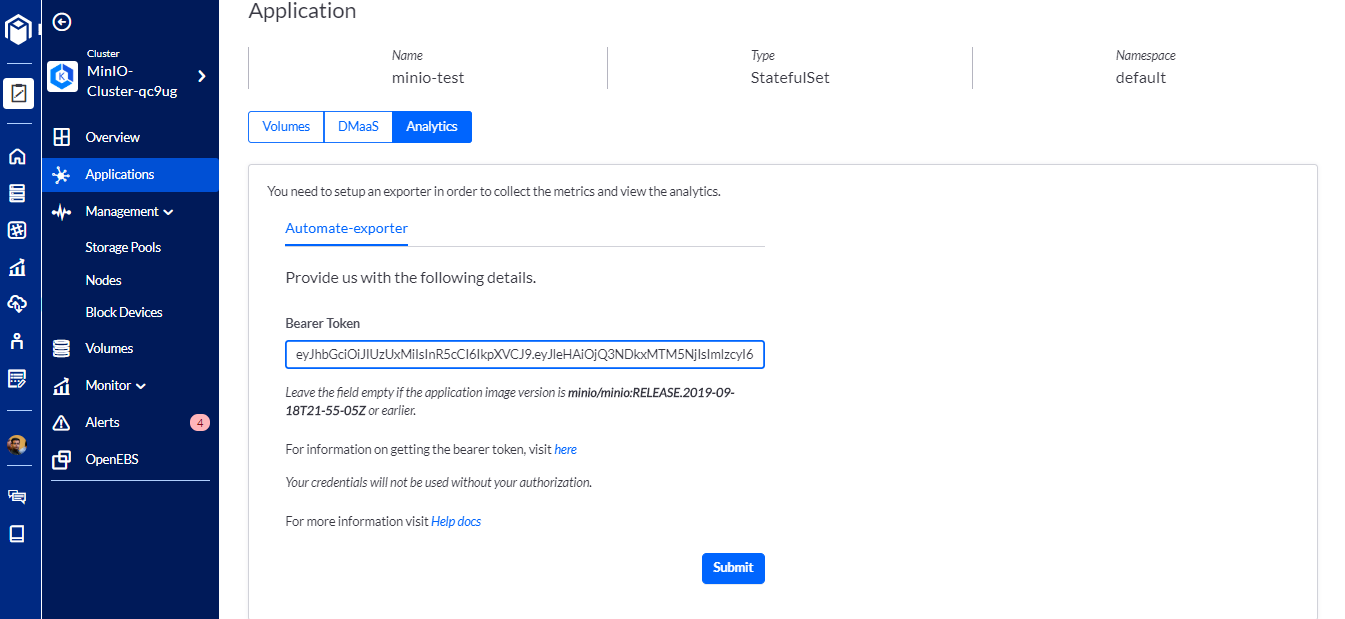 Application
Cluster
MinIO-
Cluster-qc9ug
Overview
Applications
Management
Storage Pools
Nodes
Block Devices
Volumes
Monitor
Alerts
4
OpenEBS
Name
minio-test
Type
StatefulSet
Namespace
default
Volumes
DMaaS
Analytics
You need to setup an exporter in order to collect the metrics and view the analytics.
Automate-exporter
Provide us with the following details.
Bearer Token
eyJhbGciOiJIUzUxMiIsInR5cCI6IkpXVCJ9.eyJleHAiOjQ3NDkxMTM5NjIsImlzcyI6
Leave the field empty if the application image version is minio/minio:RELEASE.2019-09-
18T21-55-05Z or earlier.
For information on getting the bearer token, visit here
Your credentials will not be used without your authorization.
For more information visit Help docs
Submit